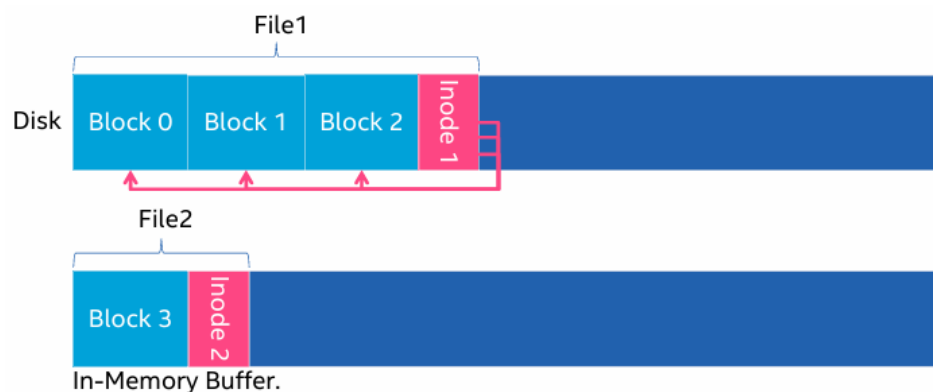 File1
Disk
Block 0
Block 1
Block 2
Inode 1
File2
Block 3
Inode 2
In-Memory Buffer.